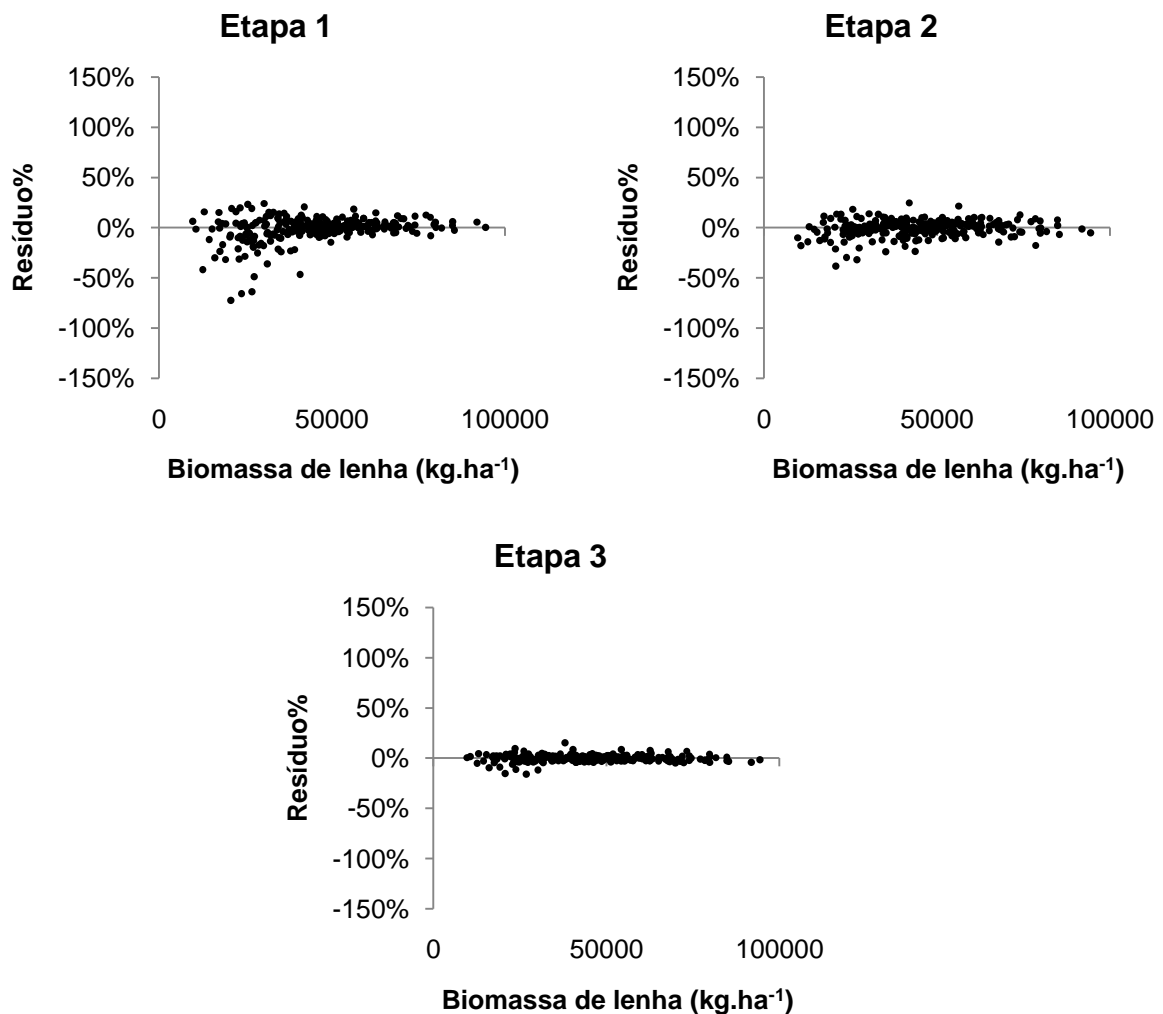 Etapa 1
150%
100%
50%
0%
-50%
-100%
-150%
Resíduo%
0 50000 100000
Biomassa de lenha (kg.ha⁻¹)
Etapa 2
150%
100%
50%
0%
-50%
-100%
-150%
Resíduo%
0 50000 100000
Biomassa de lenha (kg.ha⁻¹)
Etapa 3
150%
100%
50%
0%
-50%
-100%
-150%
Resíduo%
0 50000 100000
Biomassa de lenha (kg.ha⁻¹)